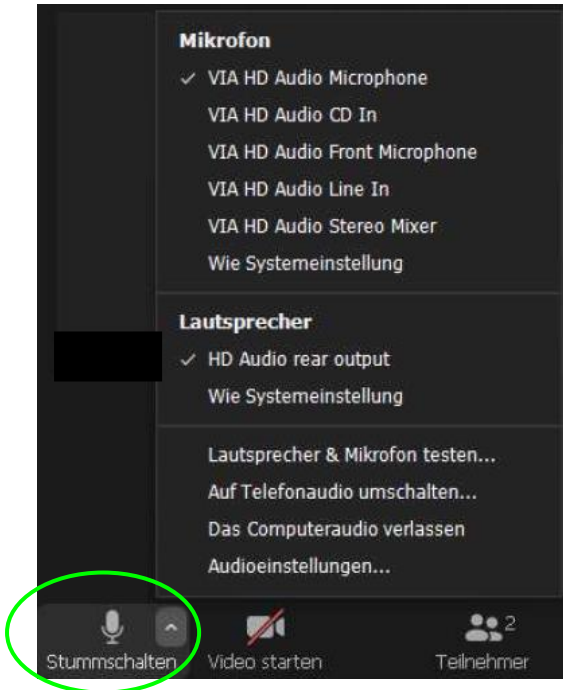 Mikrofon
VIA HD Audio Microphone
VIA HD Audio CD In
VIA HD Audio Front Microphone
VIA HD Audio Line In
VIA HD Audio Stereo Mixer
Wie Systemeinstellung
Lautsprecher
HD Audio rear output
Wie Systemeinstellung
Lautsprecher & Mikrofon testen...
Auf Telefonaudio umschalten...
Das Computeraudio verlassen
Audioeinstellungen...
2
Stummschalten Video starten Teilnehmer